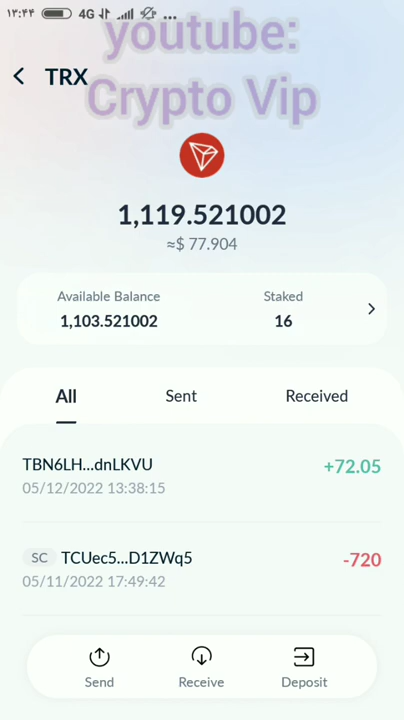 ۱۳:۴۴ 4G ...
youtube:
TRX
Crypto Vip
1,119.521002
≈$ 77.904
Available Balance Staked
1,103.521002 16
All Sent Received
TBN6LH...dnLKVU +72.05
05/12/2022 13:38:15
SC TCUec5...D1ZWq5 -720
05/11/2022 17:49:42
Send Receive Deposit